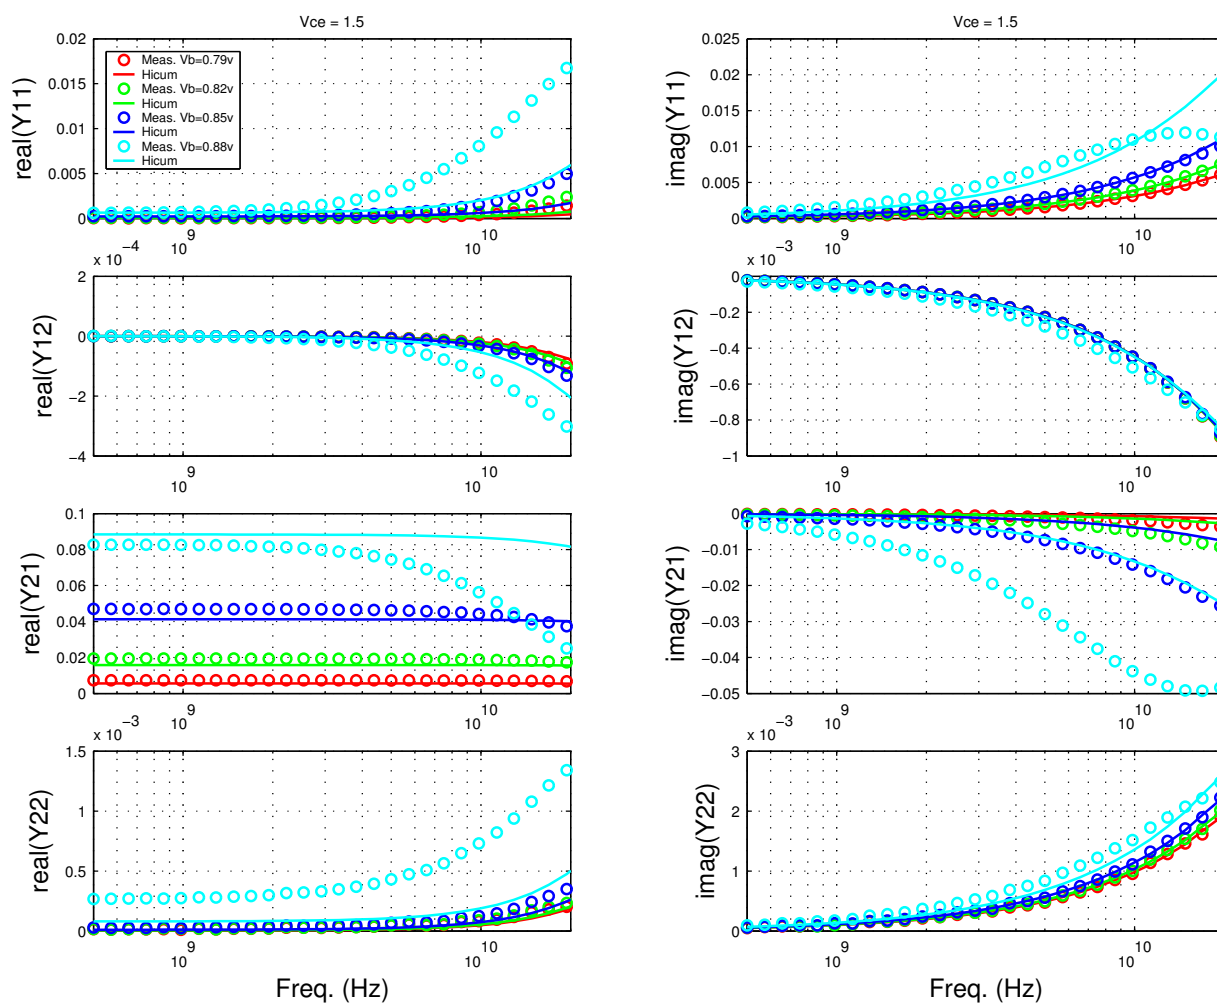 Vce = 1.5
real(Y11)
0.02
0.015
0.01
0.005
0
Meas. Vb=0.79v
Hicum
Meas. Vb=0.82v
Hicum
Meas. Vb=0.85v
Hicum
Meas. Vb=0.88v
Hicum
10^9
10^10
Vce = 1.5
imag(Y11)
0.025
0.02
0.015
0.01
0.005
0
10^9
10^10
x 10^−4
real(Y12)
2
0
−2
−4
10^9
10^10
x 10^−3
imag(Y12)
0
−0.2
−0.4
−0.6
−0.8
−1
10^9
10^10
real(Y21)
0.1
0.08
0.06
0.04
0.02
0
10^9
10^10
imag(Y21)
0
−0.01
−0.02
−0.03
−0.04
−0.05
10^9
10^10
x 10^−3
real(Y22)
1.5
1
0.5
0
10^9
10^10
Freq. (Hz)
x 10^−3
imag(Y22)
3
2
1
0
10^9
10^10
Freq. (Hz)